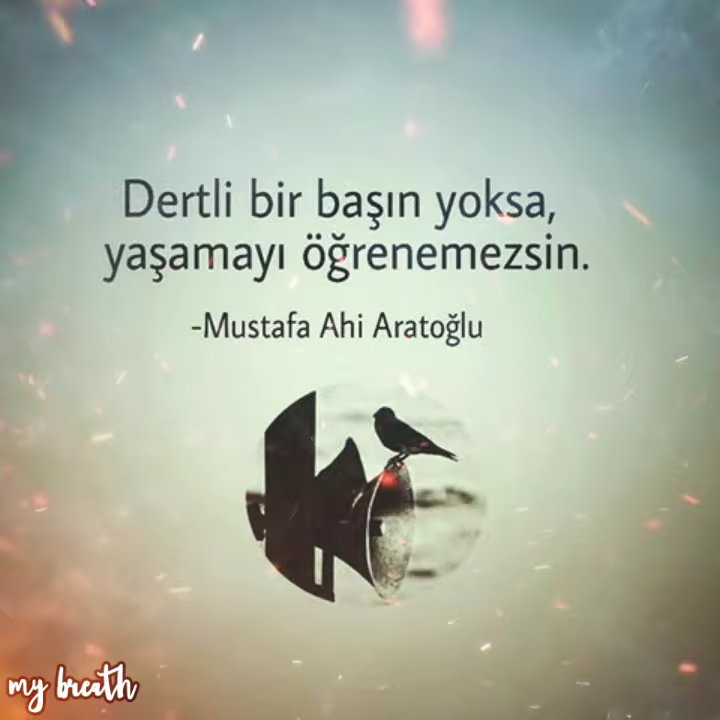 Dertli bir başın yoksa,
yaşamayı öğrenemezsin.
-Mustafa Ahi Aratoğlu
my breath